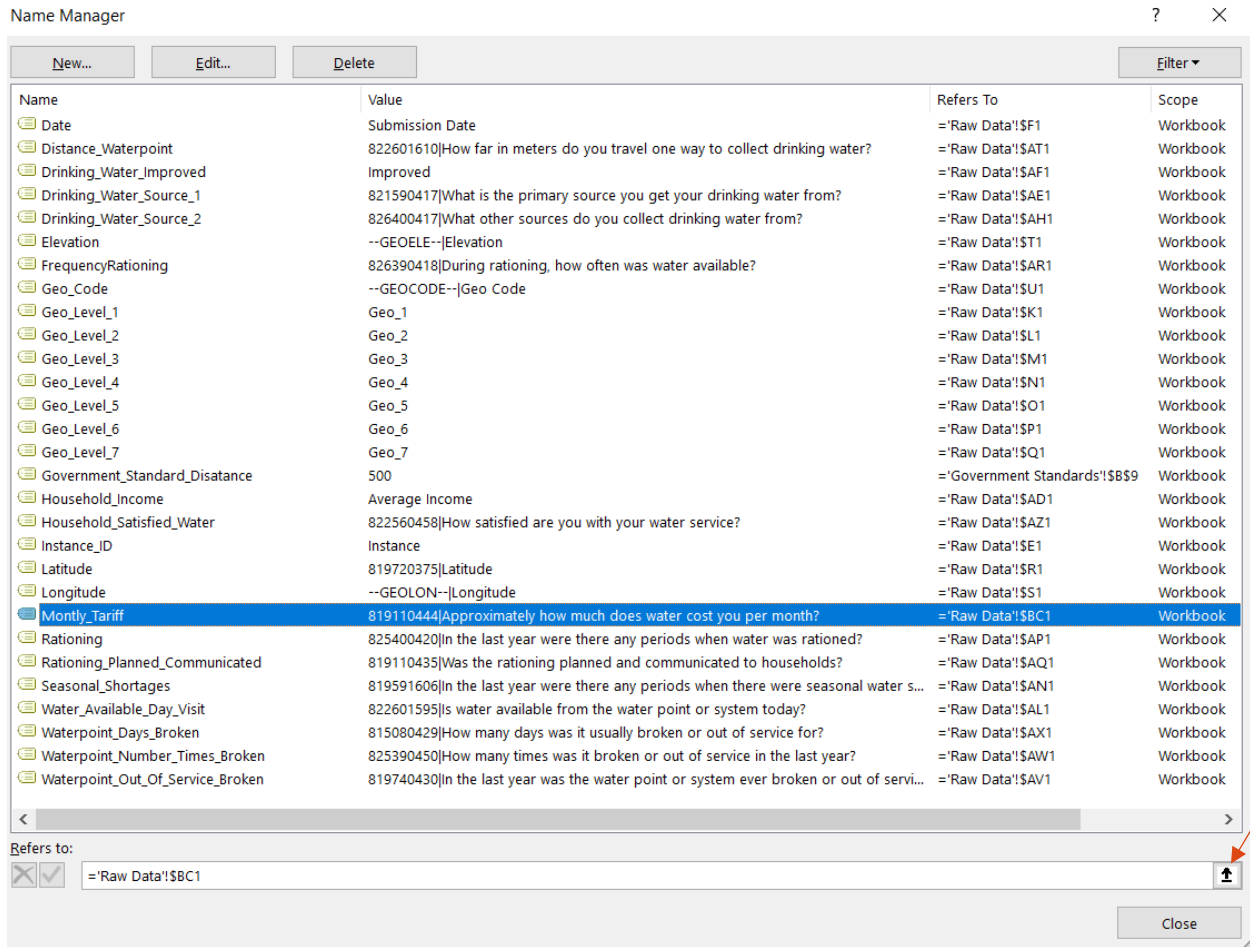 Name Manager ? ×
New... Edit... Delete Filter
Name Value Refers To Scope
Date Submission Date ='Raw Data'!$F1 Workbook
Distance_Waterpoint 822601610|How far in meters do you travel one way to collect drinking water? ='Raw Data'!$AT1 Workbook
Drinking_Water_Improved Improved ='Raw Data'!$AF1 Workbook
Drinking_Water_Source_1 821590417|What is the primary source you get your drinking water from? ='Raw Data'!$AE1 Workbook
Drinking_Water_Source_2 826400417|What other sources do you collect drinking water from? ='Raw Data'!$AH1 Workbook
Elevation --GEOELE--|Elevation ='Raw Data'!$T1 Workbook
FrequencyRationing 826390418|During rationing, how often was water available? ='Raw Data'!$AR1 Workbook
Geo_Code --GEOCODE--|Geo Code ='Raw Data'!$U1 Workbook
Geo_Level_1 Geo_1 ='Raw Data'!$K1 Workbook
Geo_Level_2 Geo_2 ='Raw Data'!$L1 Workbook
Geo_Level_3 Geo_3 ='Raw Data'!$M1 Workbook
Geo_Level_4 Geo_4 ='Raw Data'!$N1 Workbook
Geo_Level_5 Geo_5 ='Raw Data'!$O1 Workbook
Geo_Level_6 Geo_6 ='Raw Data'!$P1 Workbook
Geo_Level_7 Geo_7 ='Raw Data'!$Q1 Workbook
Government_Standard_Disatance 500 ='Government Standards'!$B$9 Workbook
Household_Income Average Income ='Raw Data'!$AD1 Workbook
Household_Satisfied_Water 822560458|How satisfied are you with your water service? ='Raw Data'!$AZ1 Workbook
Instance_ID Instance ='Raw Data'!$E1 Workbook
Latitude 819720375|Latitude ='Raw Data'!$R1 Workbook
Longitude --GEOLON--|Longitude ='Raw Data'!$S1 Workbook
Montly_Tariff 819110444|Approximately how much does water cost you per month? ='Raw Data'!$BC1 Workbook
Rationing 825400420|In the last year were there any periods when water was rationed? ='Raw Data'!$AP1 Workbook
Rationing_Planned_Communicated 819110435|Was the rationing planned and communicated to households? ='Raw Data'!$AQ1 Workbook
Seasonal_Shortages 819591606|In the last year were there any periods when there were seasonal water s... ='Raw Data'!$AN1 Workbook
Water_Available_Day_Visit 822601595|Is water available from the water point or system today? ='Raw Data'!$AL1 Workbook
Waterpoint_Days_Broken 815080429|How many days was it usually broken or out of service for? ='Raw Data'!$AX1 Workbook
Waterpoint_Number_Times_Broken 825390450|How many times was it broken or out of service in the last year? ='Raw Data'!$AW1 Workbook
Waterpoint_Out_Of_Service_Broken 819740430|In the last year was the water point or system ever broken or out of servi... ='Raw Data'!$AV1 Workbook
Refers to:
='Raw Data'!$BC1
Close